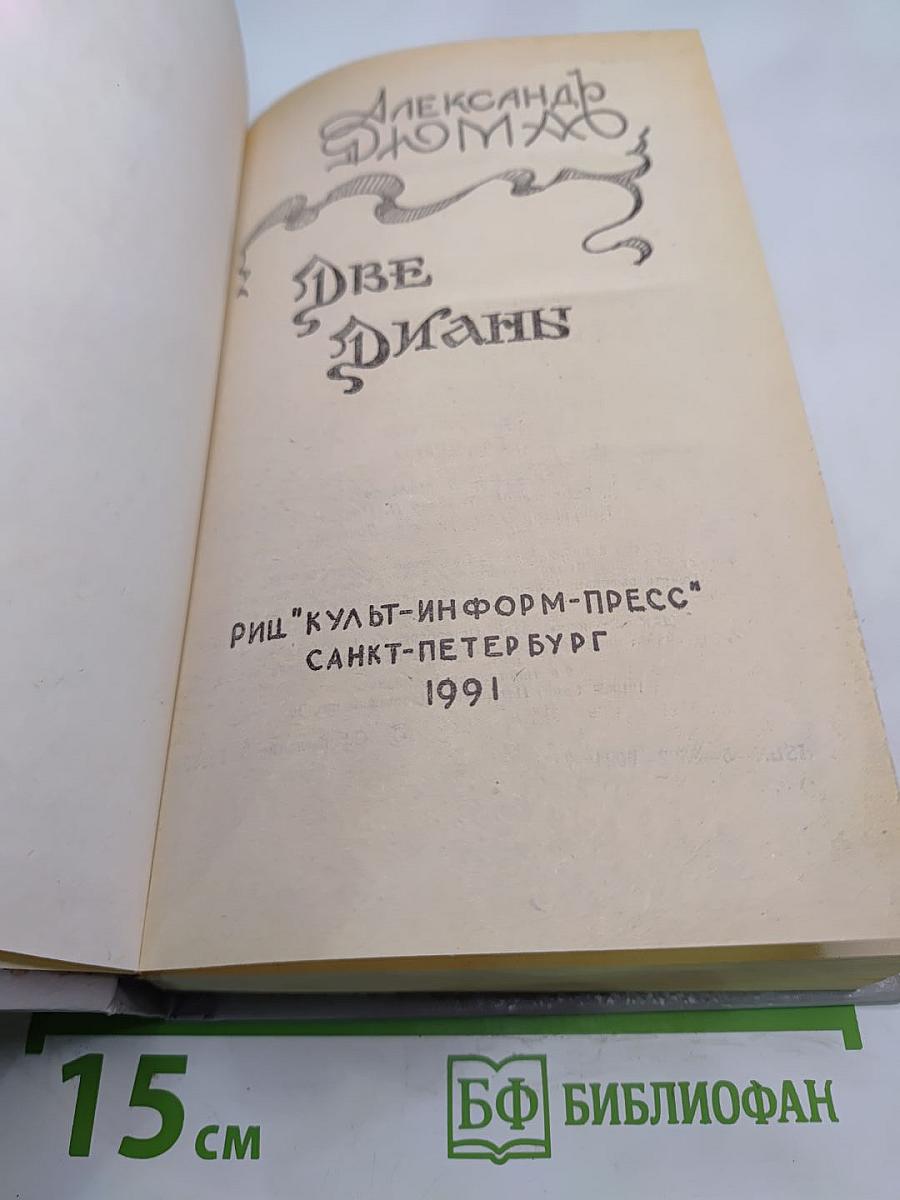 АЛЕКСАНДР
ДЮМА
ДВЕ
ДИАНЫ
РИЦ "КУЛЬТ-ИНФОРМ-ПРЕСС"
САНКТ-ПЕТЕРБУРГ
1991
15 см
БФ БИБЛИОФАН